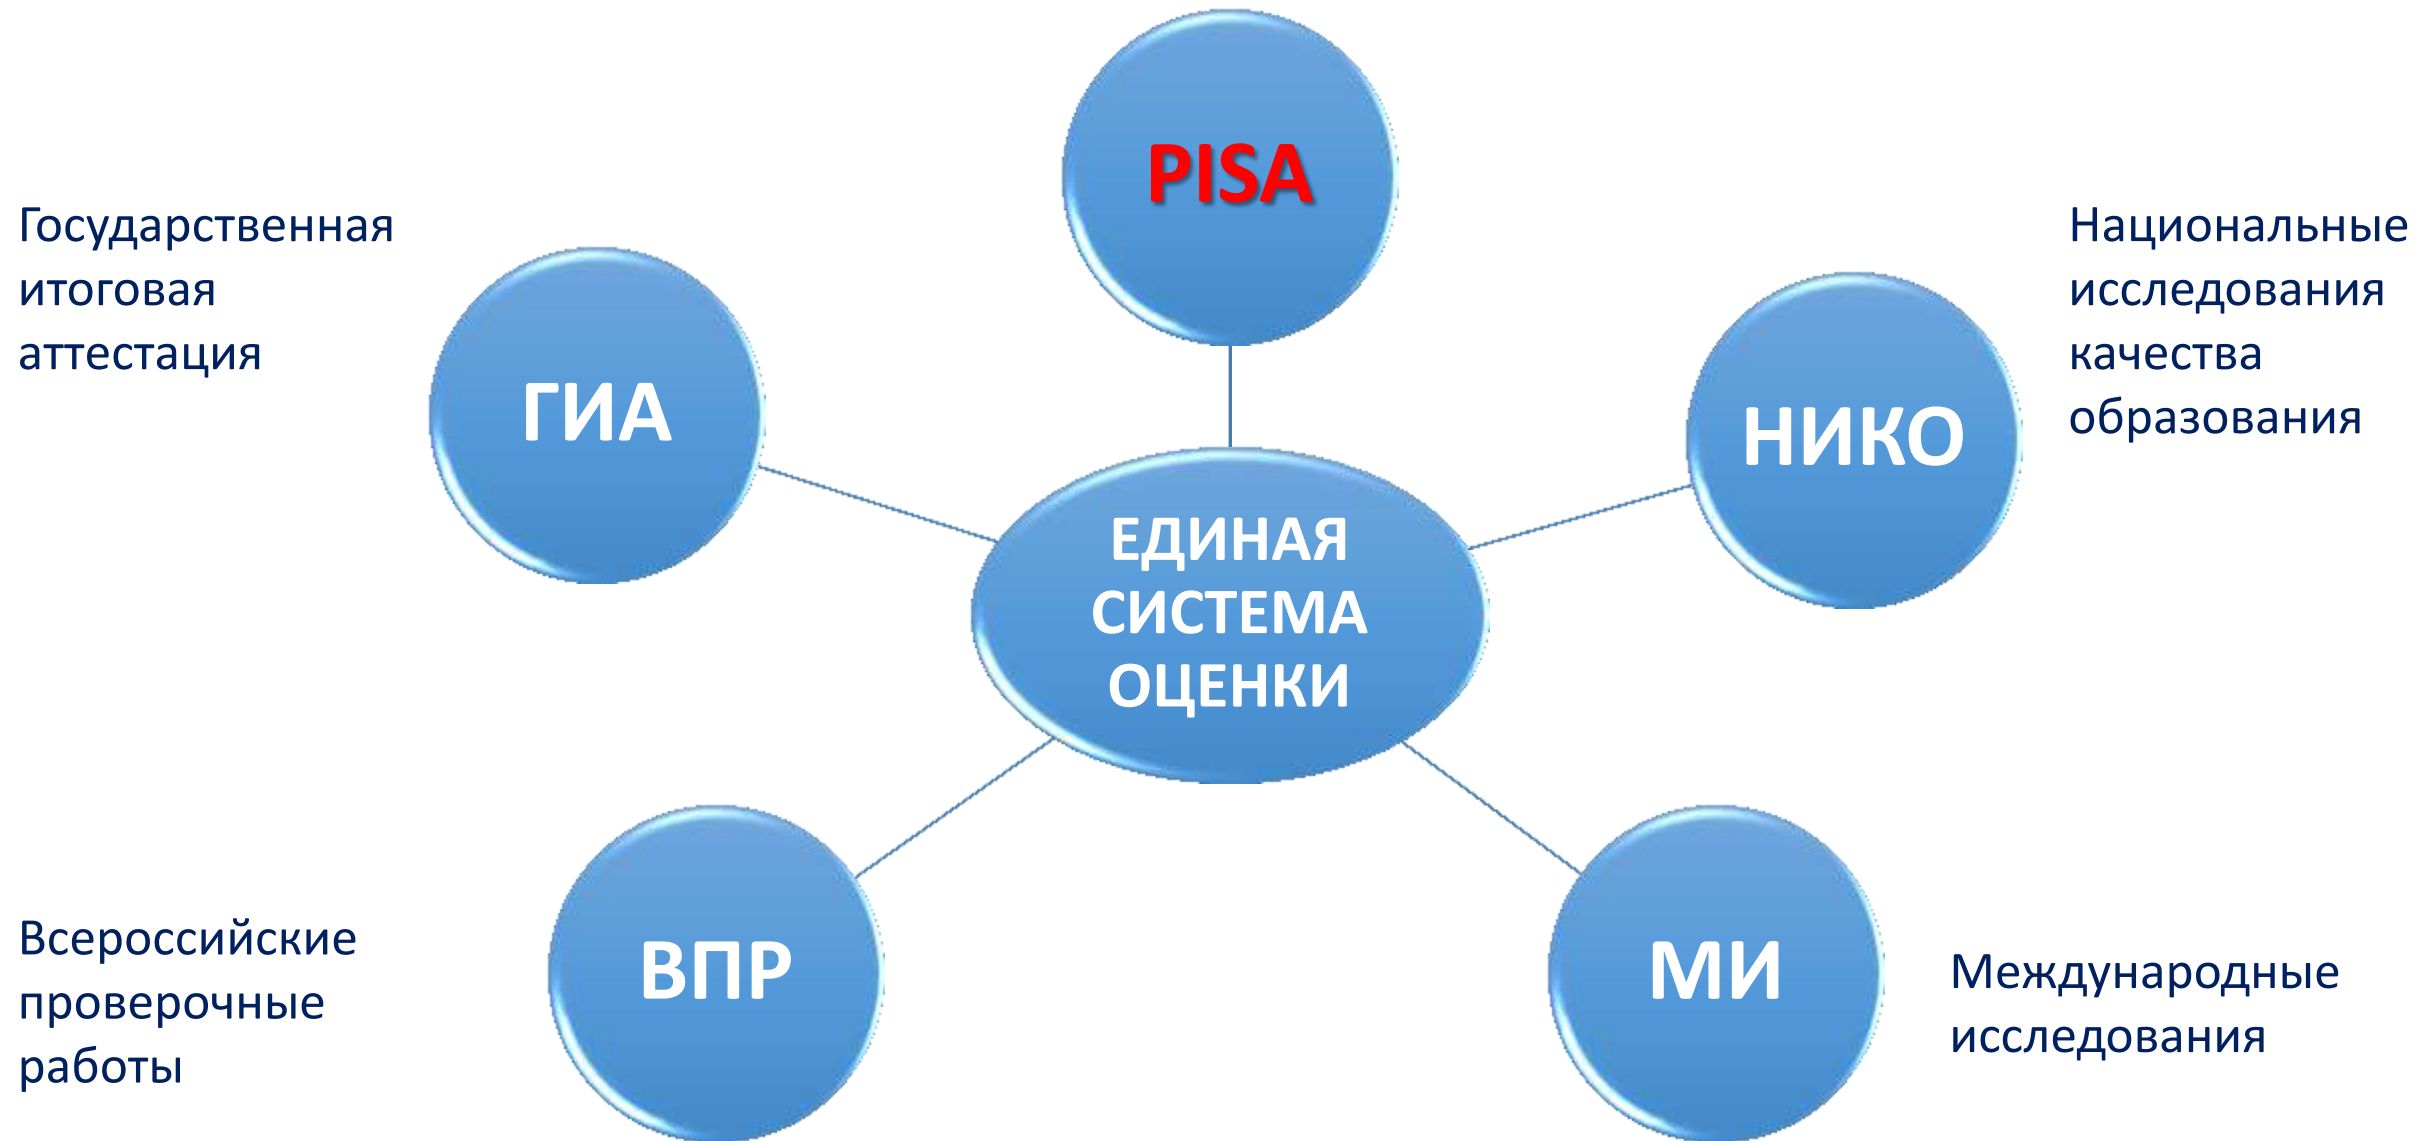 PISA
Государственная
итоговая
аттестация
ГИА
Национальные
исследования
качества
образования
НИКО
ЕДИНАЯ
СИСТЕМА
ОЦЕНКИ
Всероссийские
проверочные
работы
ВПР
МИ
Международные
исследования